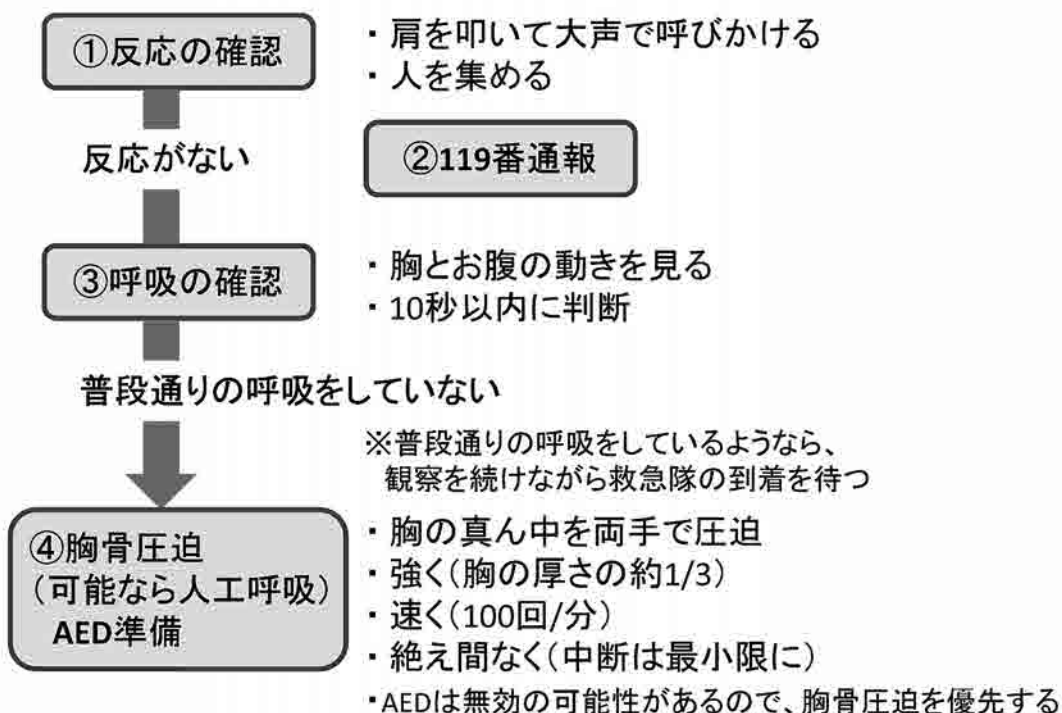 ①反応の確認
・肩を叩いて大声で呼びかける
・人を集める
反応がない
②119番通報
③呼吸の確認
・胸とお腹の動きを見る
・10秒以内に判断
普段通りの呼吸をしていない
※普段通りの呼吸をしているようなら、
観察を続けながら救急隊の到着を待つ
④胸骨圧迫
（可能なら人工呼吸）
AED準備
・胸の真ん中を両手で圧迫
・強く（胸の厚さの約1/3）
・速く（100回/分）
・絶え間なく（中断は最小限に）
・AEDは無効の可能性があるので、胸骨圧迫を優先する